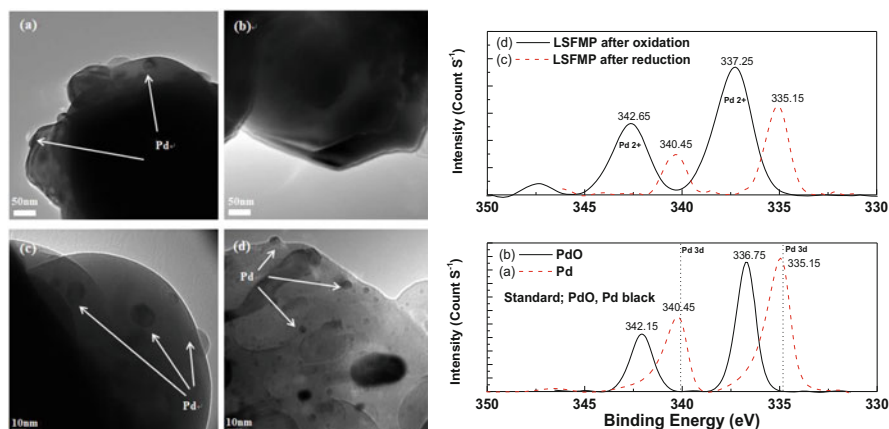 (a)
Pd
50nm
(b)
50nm
(c)
Pd
10nm
(d)
Pd
10nm
Intensity (Count S⁻¹)
(d) LSFMP after oxidation
(c) LSFMP after reduction
337.25
Pd 2+
335.15
342.65
Pd 2+
340.45
350 345 340 335 330
Intensity (Count S⁻¹)
(b) PdO
(a) Pd
Standard; PdO, Pd black
Pd 3d
Pd 3d
336.75
335.15
340.45
342.15
350 345 340 335 330
Binding Energy (eV)